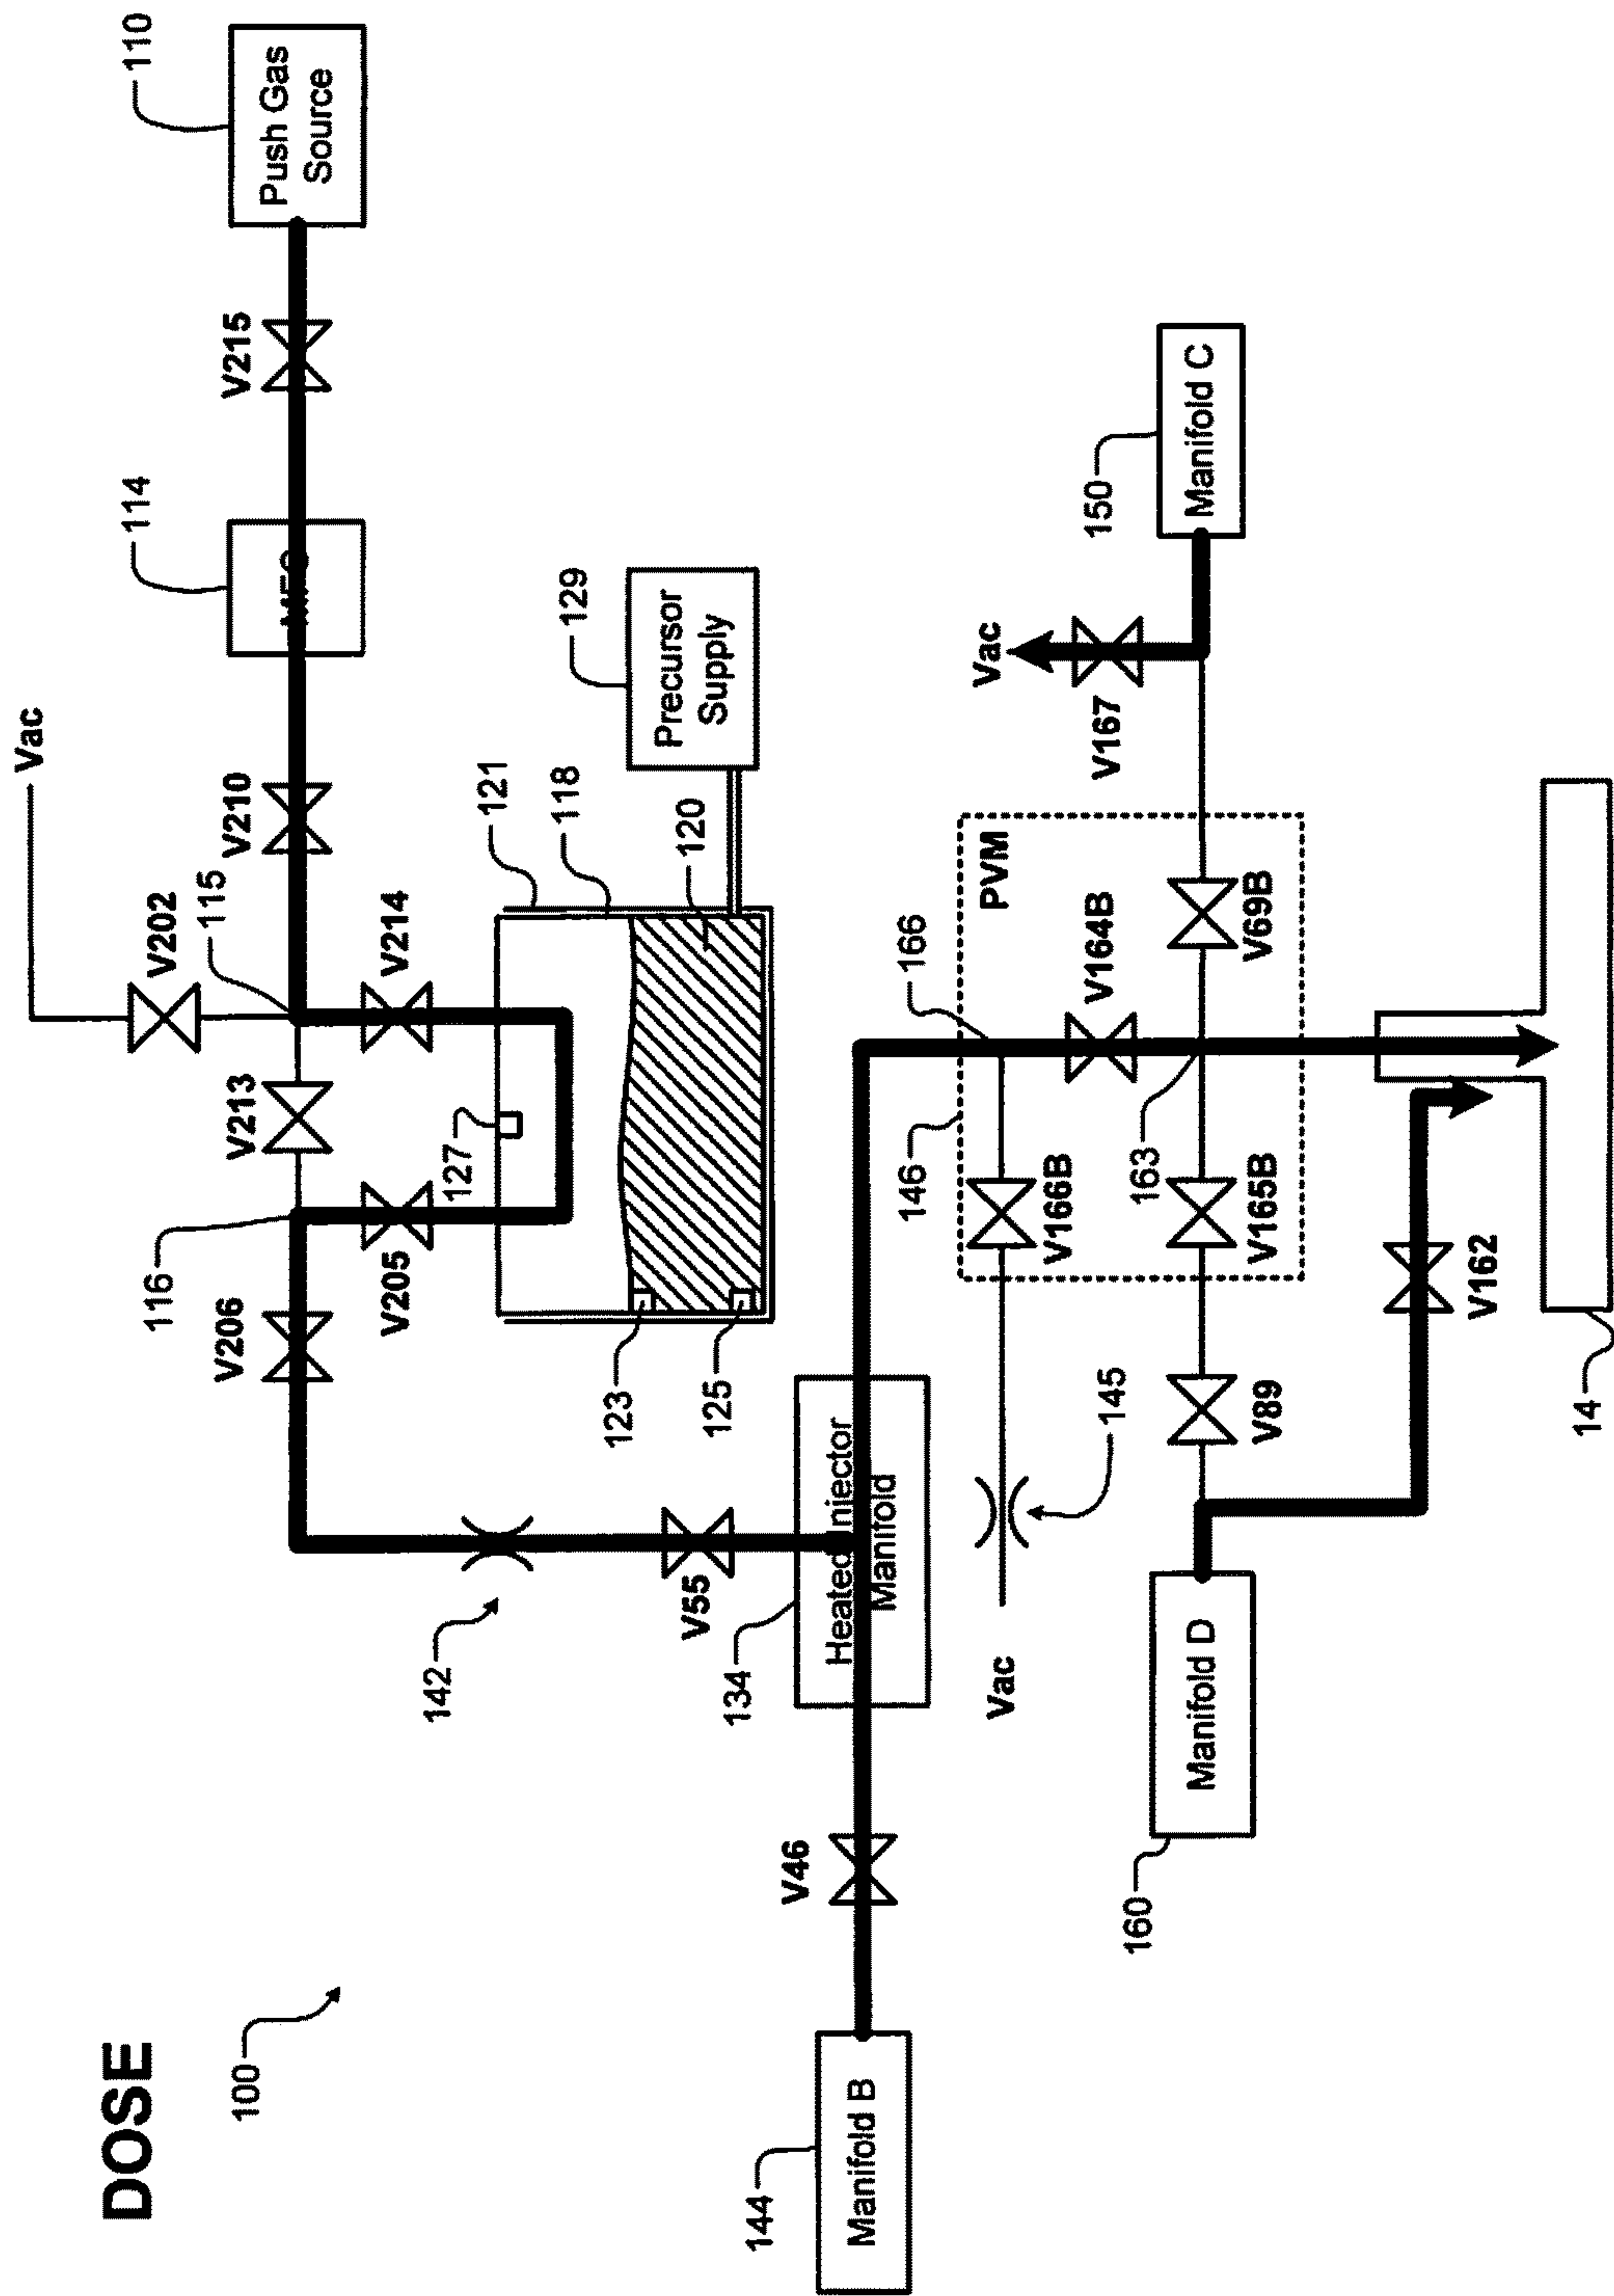 DOSE
100
Vac
V202
115
V213
116
V206
V205
V214
V210
114
MFC
V215
110
Push Gas
Source
127
121
118
120
129
Precursor
Supply
123
125
142
V55
134
Heated Injector
Manifold
V46
144
Manifold B
Vac
145
146
PVM
166
V166B
V164B
163
V165B
V69B
V89
Vac
V167
150
Manifold C
160
Manifold D
V162
14